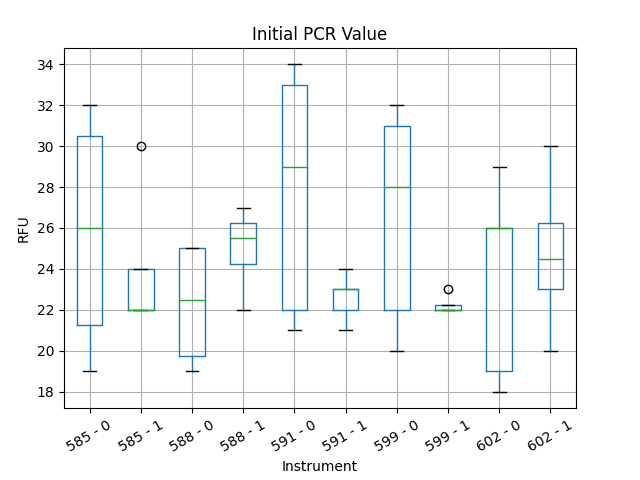 Initial PCR Value
RFU
34
32
30
28
26
24
22
20
18
585 - 0
585 - 1
588 - 0
588 - 1
591 - 0
591 - 1
599 - 0
599 - 1
602 - 0
602 - 1
Instrument